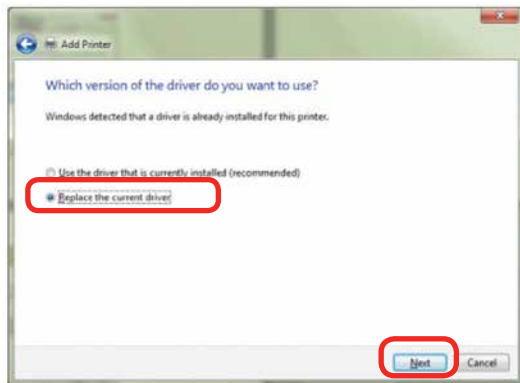 Add Printer
Which version of the driver do you want to use?
Windows detected that a driver is already installed for this printer.
Use the driver that is currently installed (recommended)
Replace the current driver
Next
Cancel